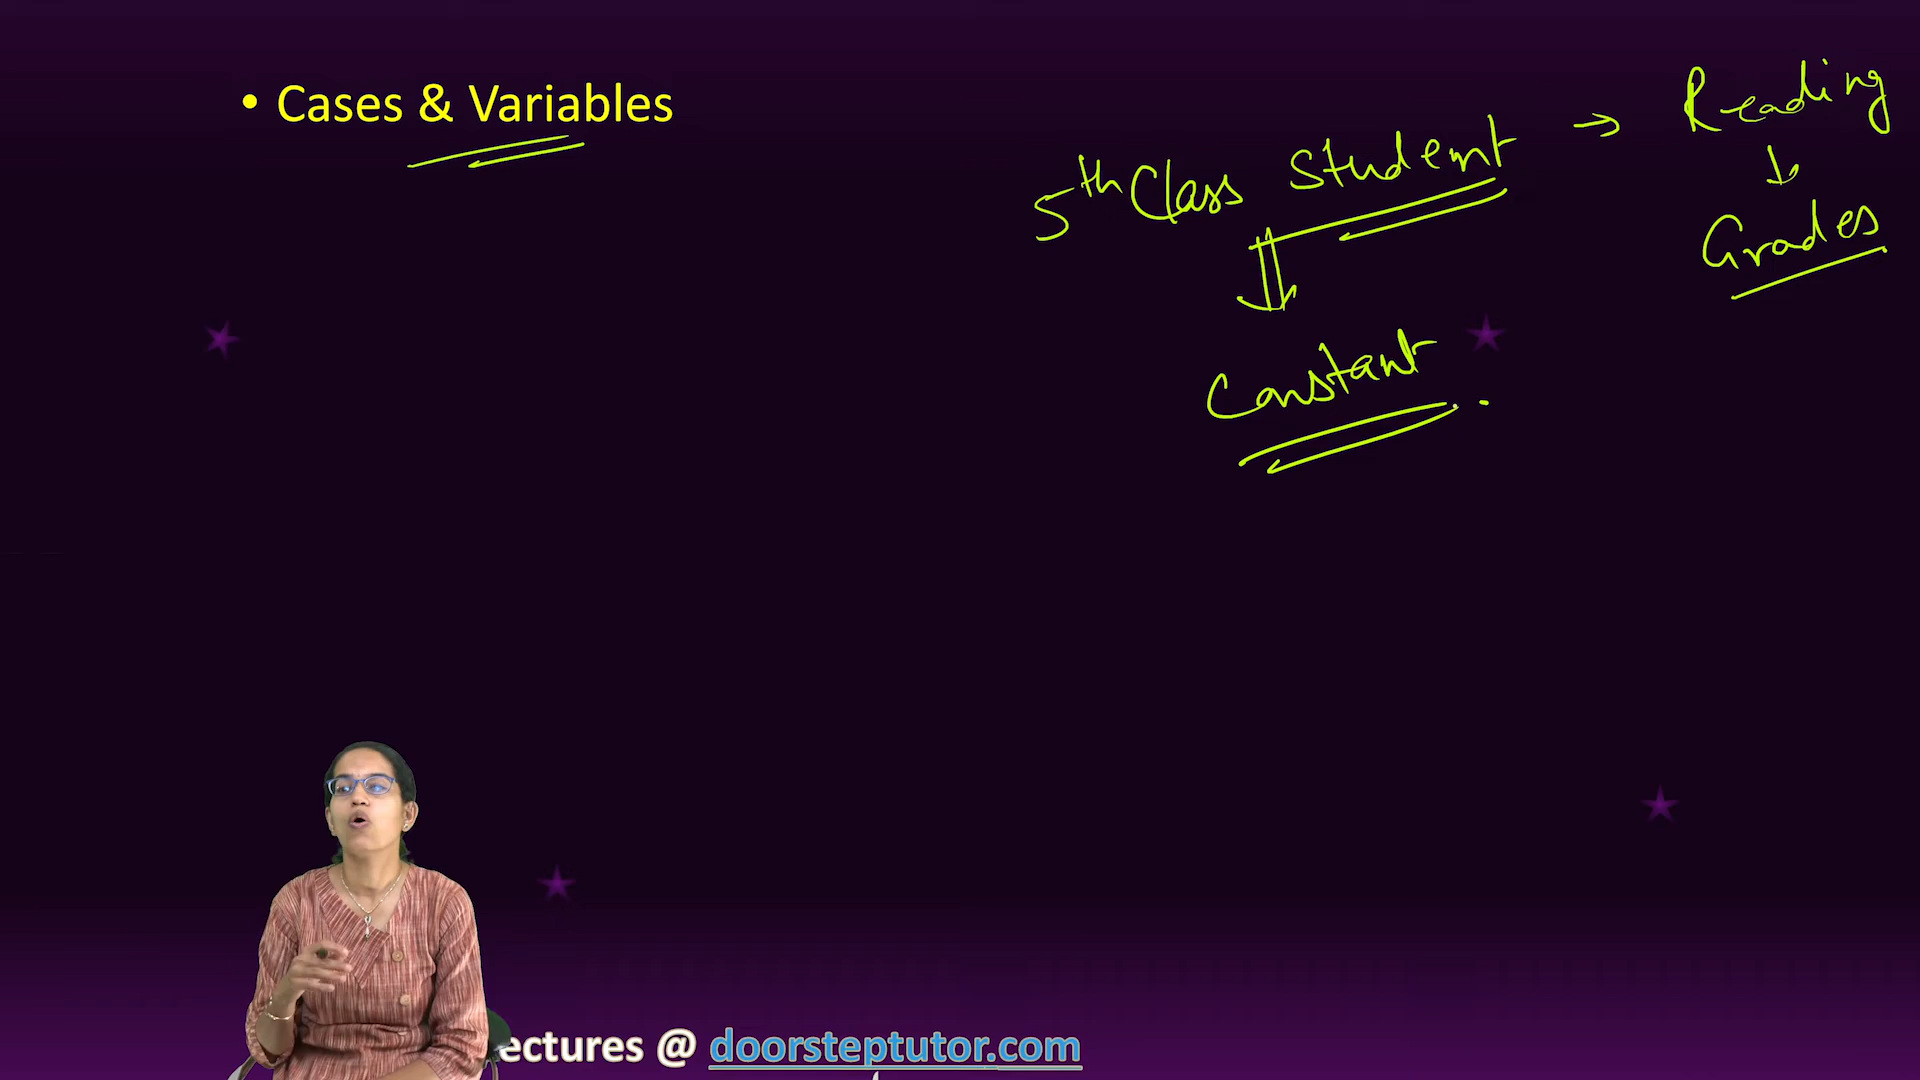 • Cases & Variables
5th Class Student → Reading
↓
Grades
Constant
ectures @ doorsteptutor.com